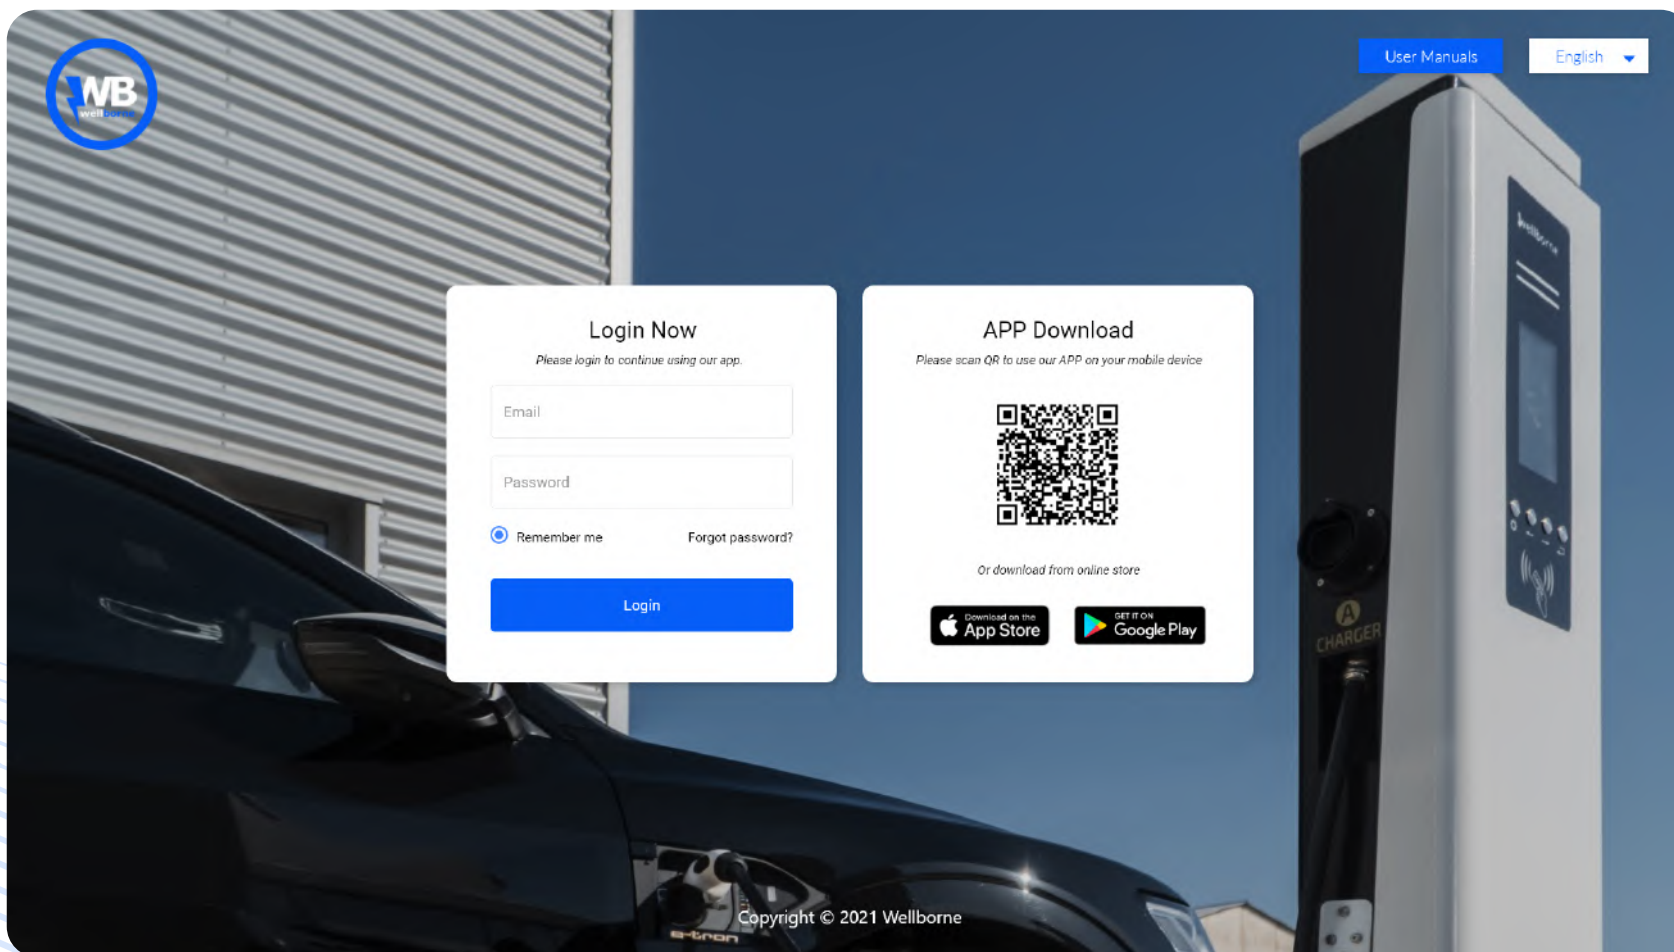 WB
wellborne
User Manuals
English
Wellborne
Login Now
Please login to continue using our app.
Email
Password
Remember me
Forgot password?
Login
APP Download
Please scan QR to use our APP on your mobile device
Or download from online store
Download on the
App Store
GET IT ON
Google Play
A
CHARGER
e-tron
Copyright © 2021 Wellborne